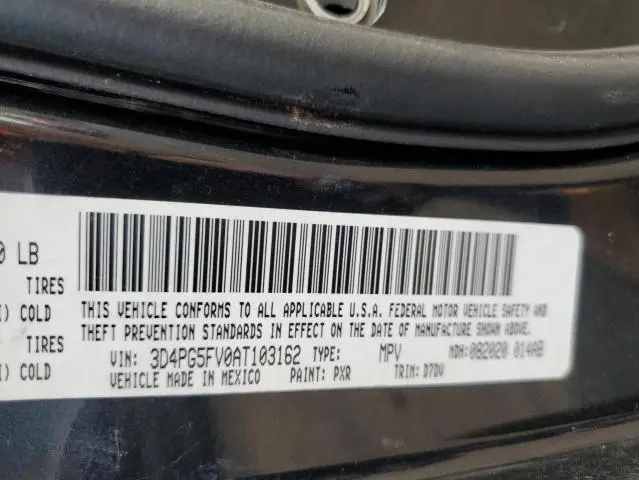 0 LB
TIRES
) COLD
TIRES
) COLD
THIS VEHICLE CONFORMS TO ALL APPLICABLE U.S.A. FEDERAL MOTOR VEHICLE SAFETY AND
THEFT PREVENTION STANDARDS IN EFFECT ON THE DATE OF MANUFACTURE SHOWN ABOVE.
VIN: 3D4PG5FV0AT103162 TYPE: MPV MDH: 082020 014AB
VEHICLE MADE IN MEXICO PAINT: PXR TRIM: D7DV